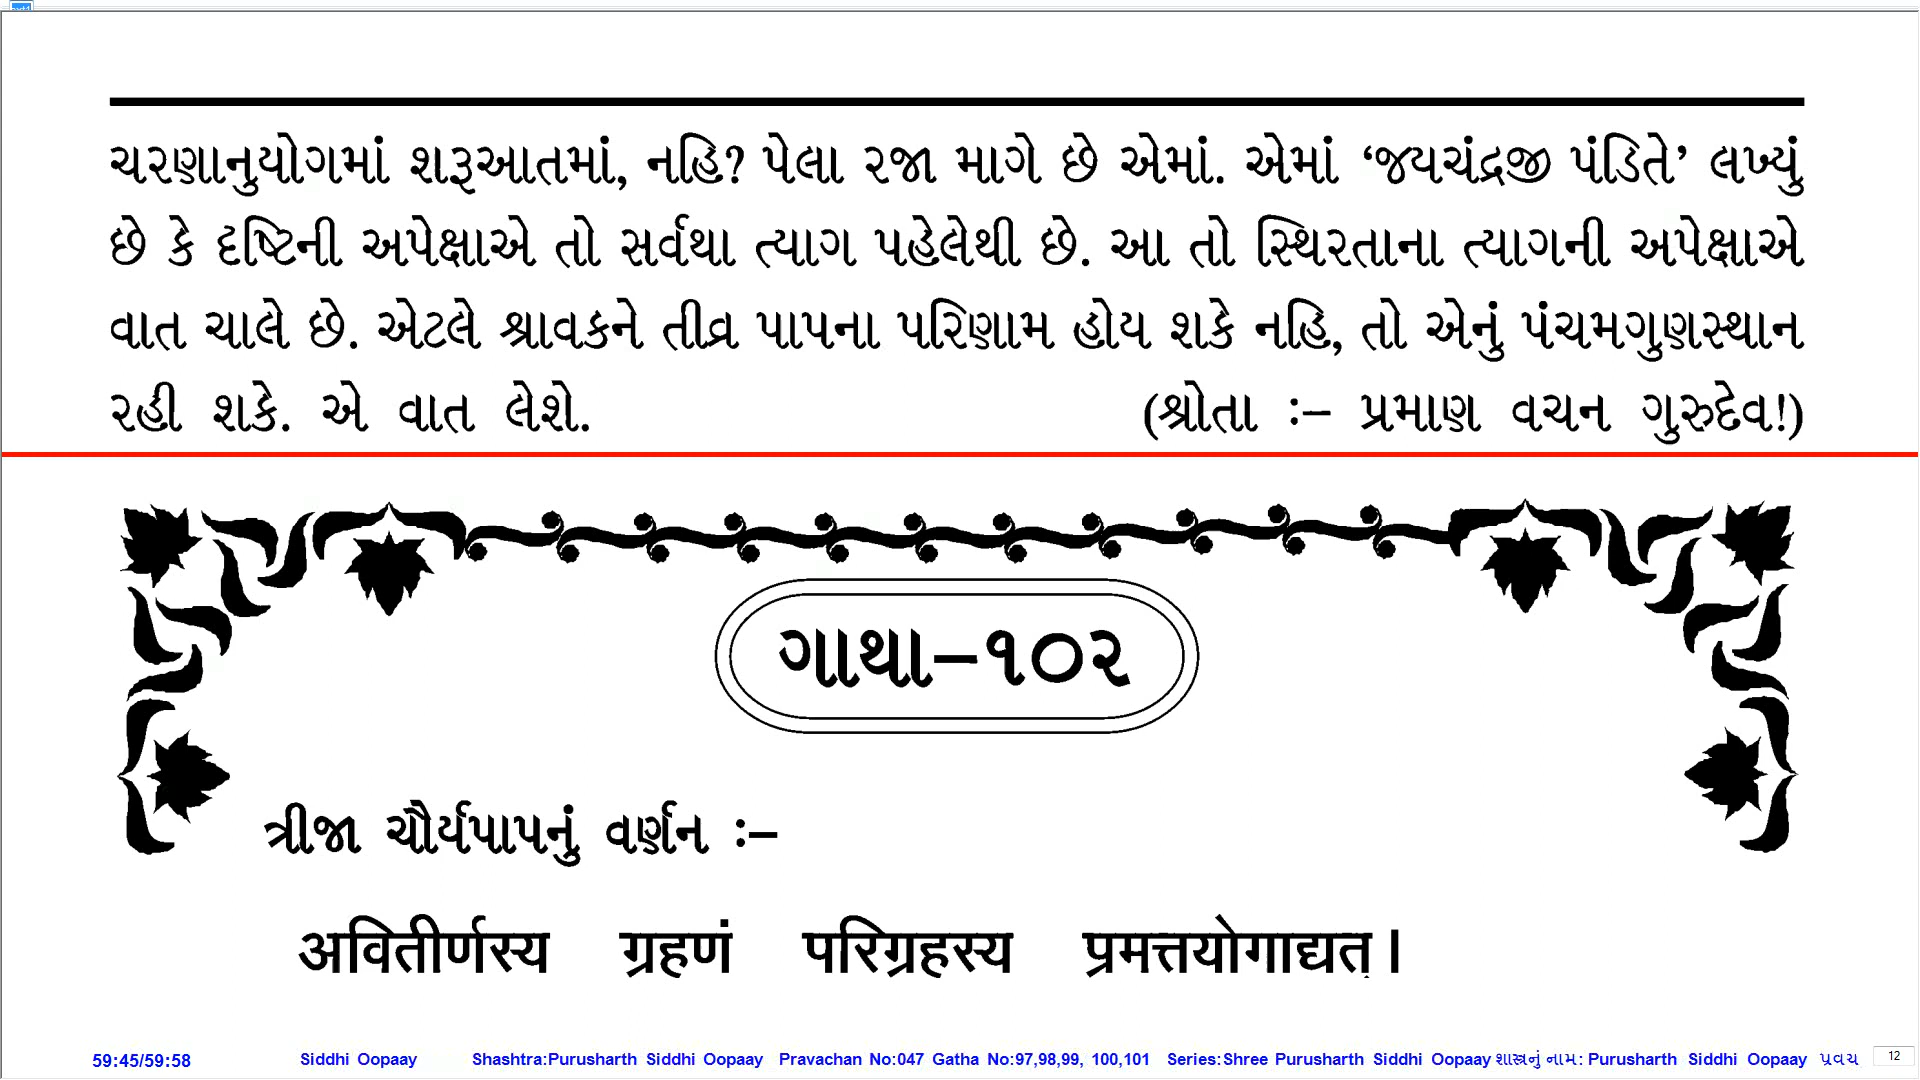 ચરણાનુયોગમાં શરૂઆતમાં, નહિ? પેલા રજા માગે છે એમાં. એમાં ‘જયચંદ્રજી પંડિતે’ લખ્યું
છે કે દૃષ્ટિની અપેક્ષાએ તો સર્વથા ત્યાગ પહેલેથી છે. આ તો સ્થિરતાના ત્યાગની અપેક્ષાએ
વાત ચાલે છે. એટલે શ્રાવકને તીવ્ર પાપના પરિણામ હોય શકે નહિ, તો એનું પંચમગુણસ્થાન
રહી શકે. એ વાત લેશે. (શ્રોતા :– પ્રમાણ વચન ગુરુદેવ!)
ગાથા–૧૦૨
ત્રીજા ચૌર્યપાપનું વર્ણન :–
अवितीर्णस्य ग्रहणं परिग्रहस्य प्रमत्तयोगाद्यत्।
59:45/59:58 Siddhi Oopaay Shashtra:Purusharth Siddhi Oopaay Pravachan No:047 Gatha No:97,98,99, 100,101 Series:Shree Purusharth Siddhi Oopaay શાસ્ત્રનું નામ: Purusharth Siddhi Oopaay પ્રવચ 12